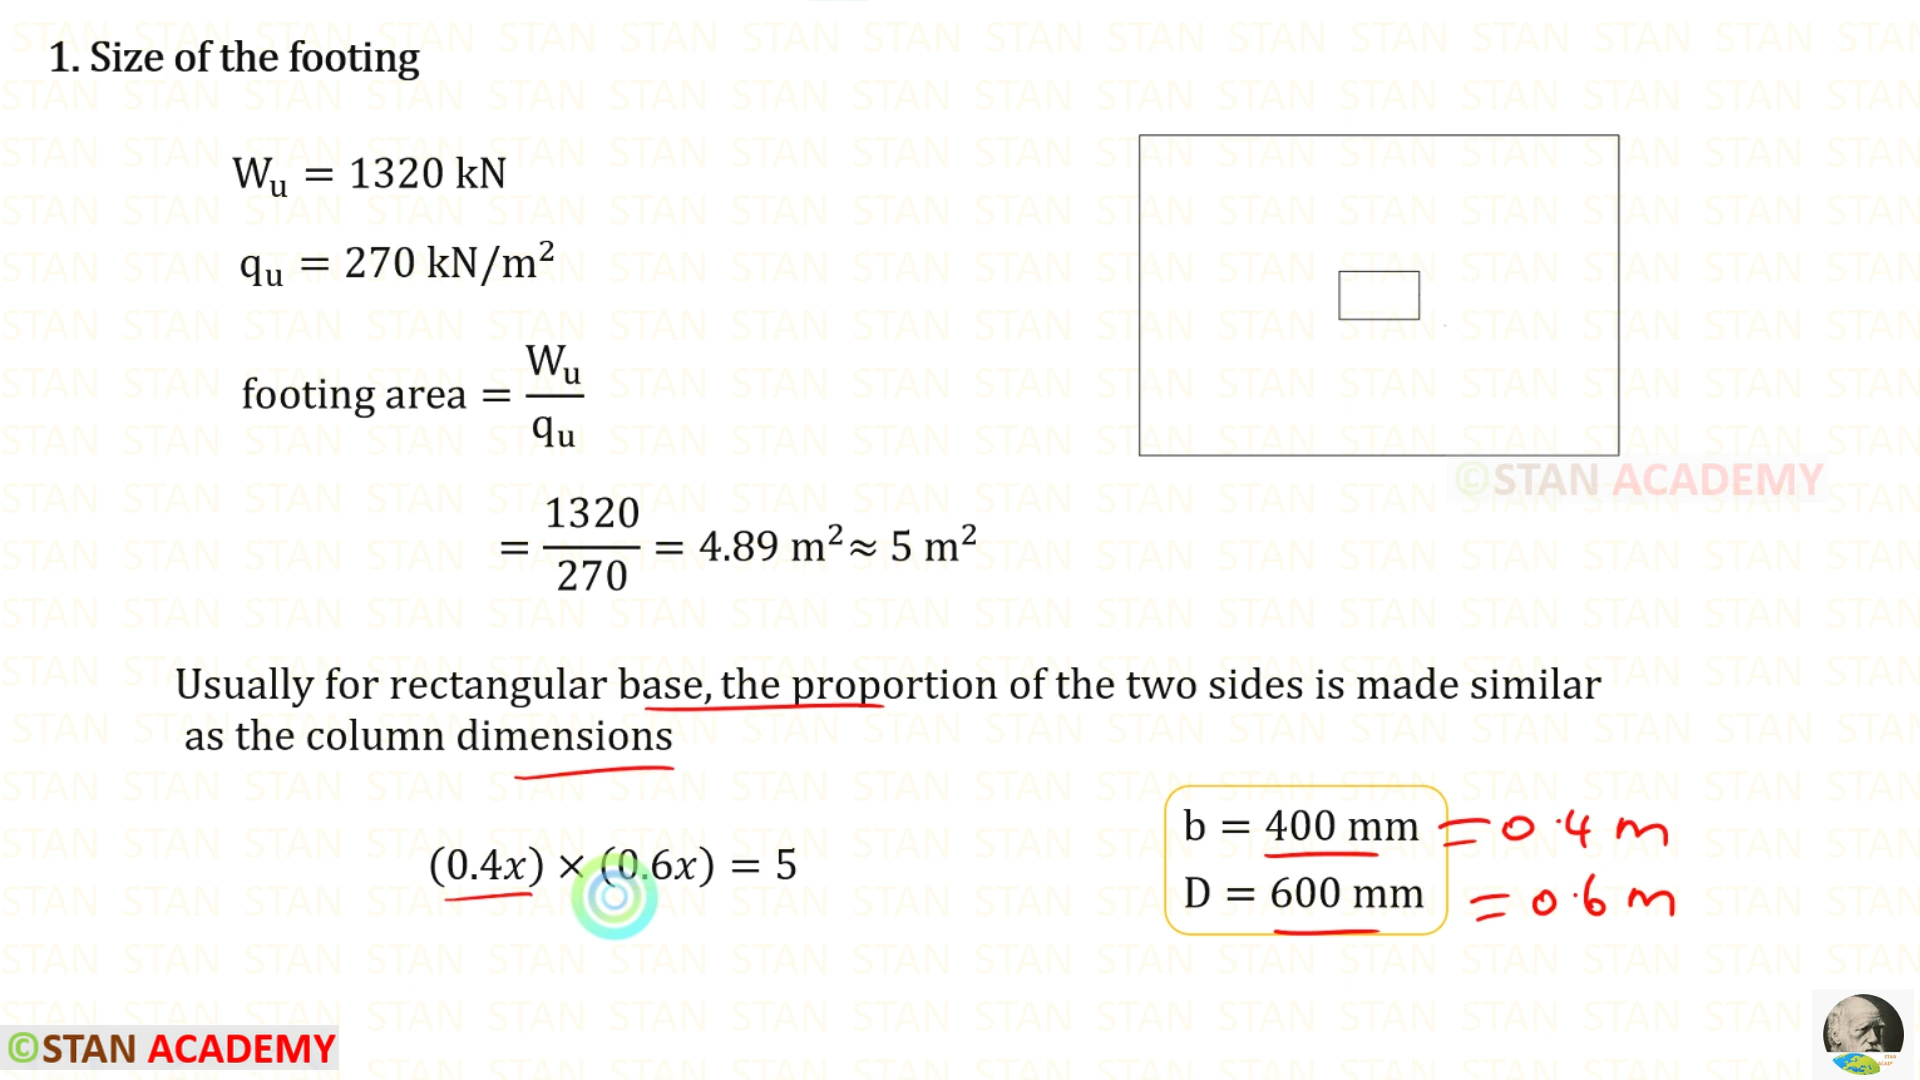 1. Size of the footing
Wu = 1320 kN
qu = 270 kN/m²
footing area = Wu/qu
= 1320/270 = 4.89 m² ≈ 5 m²
©STAN ACADEMY
Usually for rectangular base, the proportion of the two sides is made similar
as the column dimensions
b = 400 mm = 0.4 m
(0.4x) × (0.6x) = 5
D = 600 mm = 0.6 m
©STAN ACADEMY